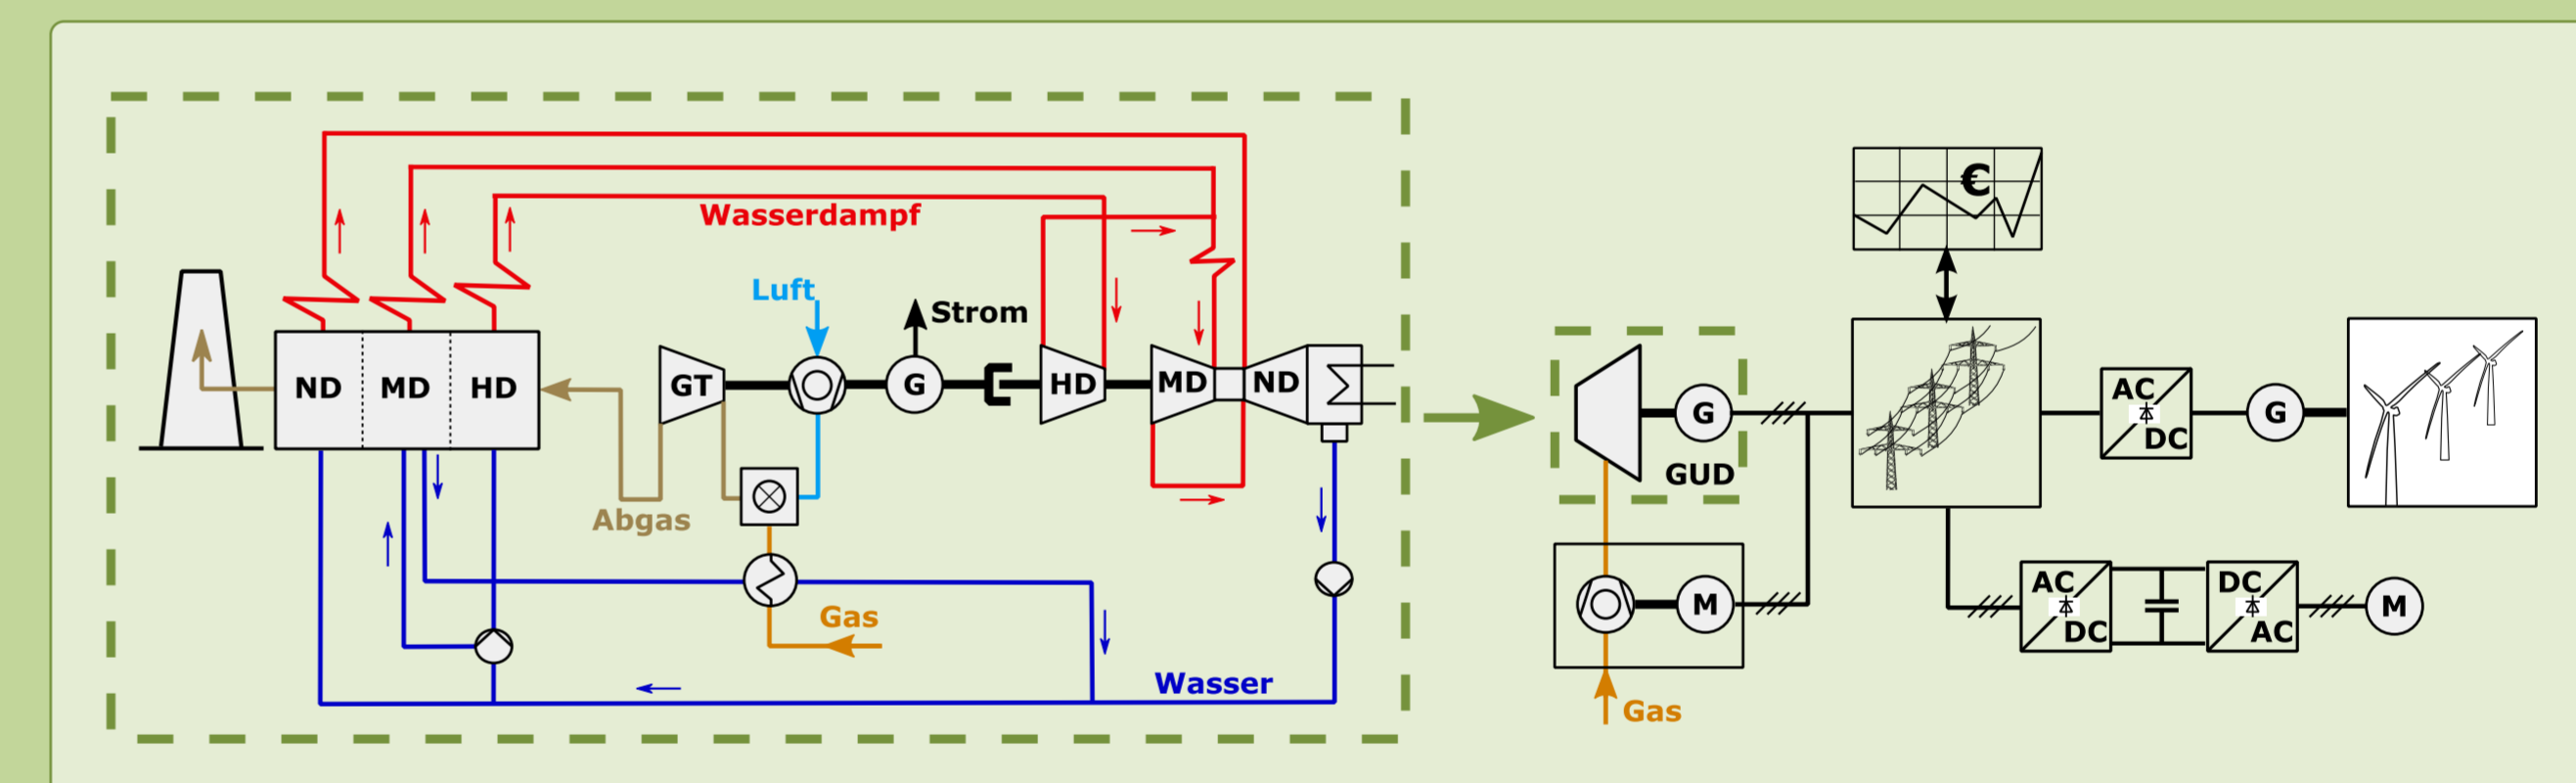 Wasserdampf
Luft
Strom
ND MD HD
GT
G
HD
MD
ND
Abgas
Gas
Wasser
G
GUD
M
Gas
€
AC
DC
G
AC
DC
DC
AC
M